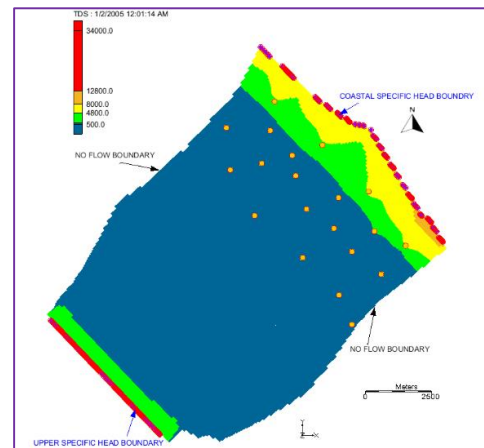 TDS : 1/2/2005 12:01:14 AM
34000.0
12800.0
8000.0
4800.0
500.0
COASTAL SPECIFIC HEAD BOUNDRY
N
NO FLOW BOUNDARY
NO FLOW BOUNDARY
Meters
0 2500
UPPER SPECIFIC HEAD BOUNDARY
Y
Z X